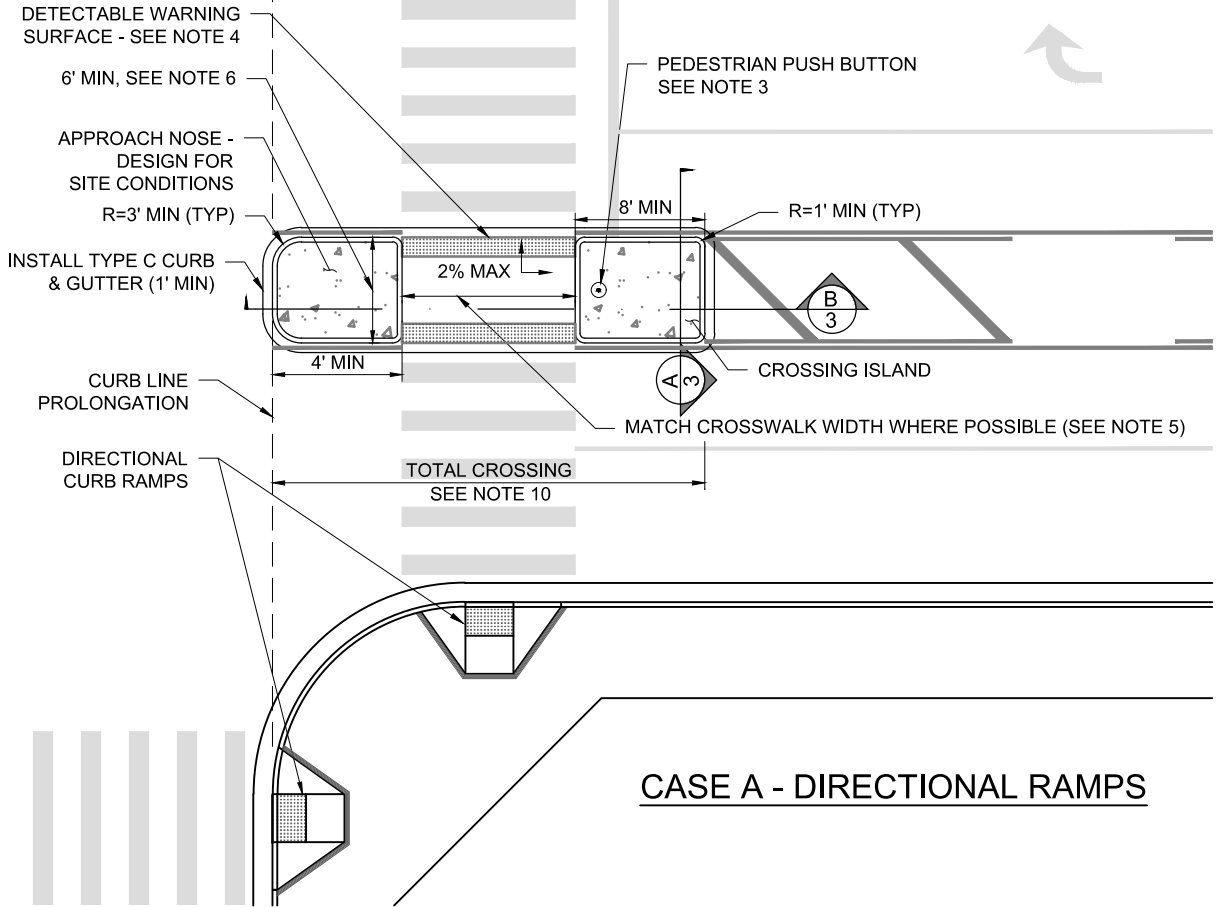 DETECTABLE WARNING
SURFACE - SEE NOTE 4
6' MIN, SEE NOTE 6
APPROACH NOSE -
DESIGN FOR
SITE CONDITIONS
R=3' MIN (TYP)
INSTALL TYPE C CURB
& GUTTER (1' MIN)
4' MIN
CURB LINE
PROLONGATION
DIRECTIONAL
CURB RAMPS
PEDESTRIAN PUSH BUTTON
SEE NOTE 3
8' MIN
R=1' MIN (TYP)
2% MAX
B
3
A
3
CROSSING ISLAND
MATCH CROSSWALK WIDTH WHERE POSSIBLE (SEE NOTE 5)
TOTAL CROSSING
SEE NOTE 10
CASE A - DIRECTIONAL RAMPS